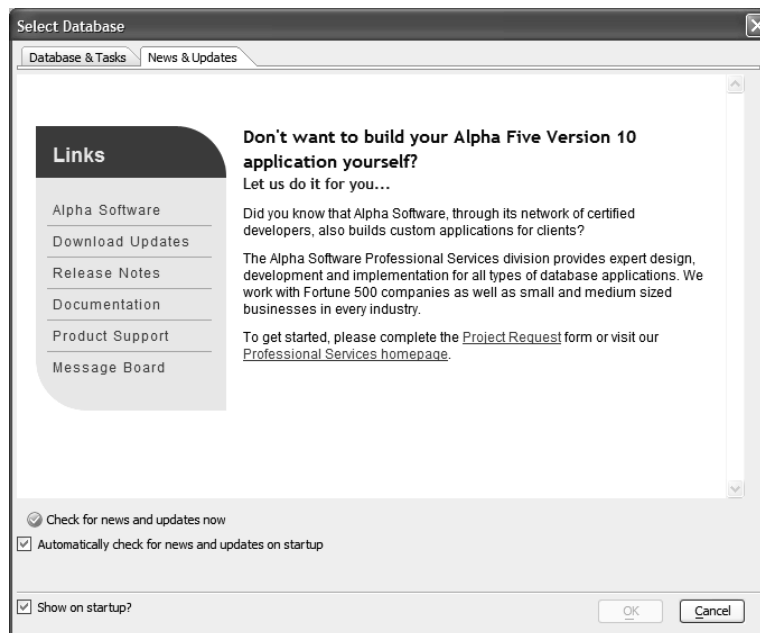 Select Database
Database & Tasks
News & Updates
Links
Alpha Software
Download Updates
Release Notes
Documentation
Product Support
Message Board
Don't want to build your Alpha Five Version 10
application yourself?
Let us do it for you...
Did you know that Alpha Software, through its network of certified
developers, also builds custom applications for clients?
The Alpha Software Professional Services division provides expert design,
development and implementation for all types of database applications. We
work with Fortune 500 companies as well as small and medium sized
businesses in every industry.
To get started, please complete the Project Request form or visit our
Professional Services homepage.
Check for news and updates now
Automatically check for news and updates on startup
Show on startup?
OK
Cancel